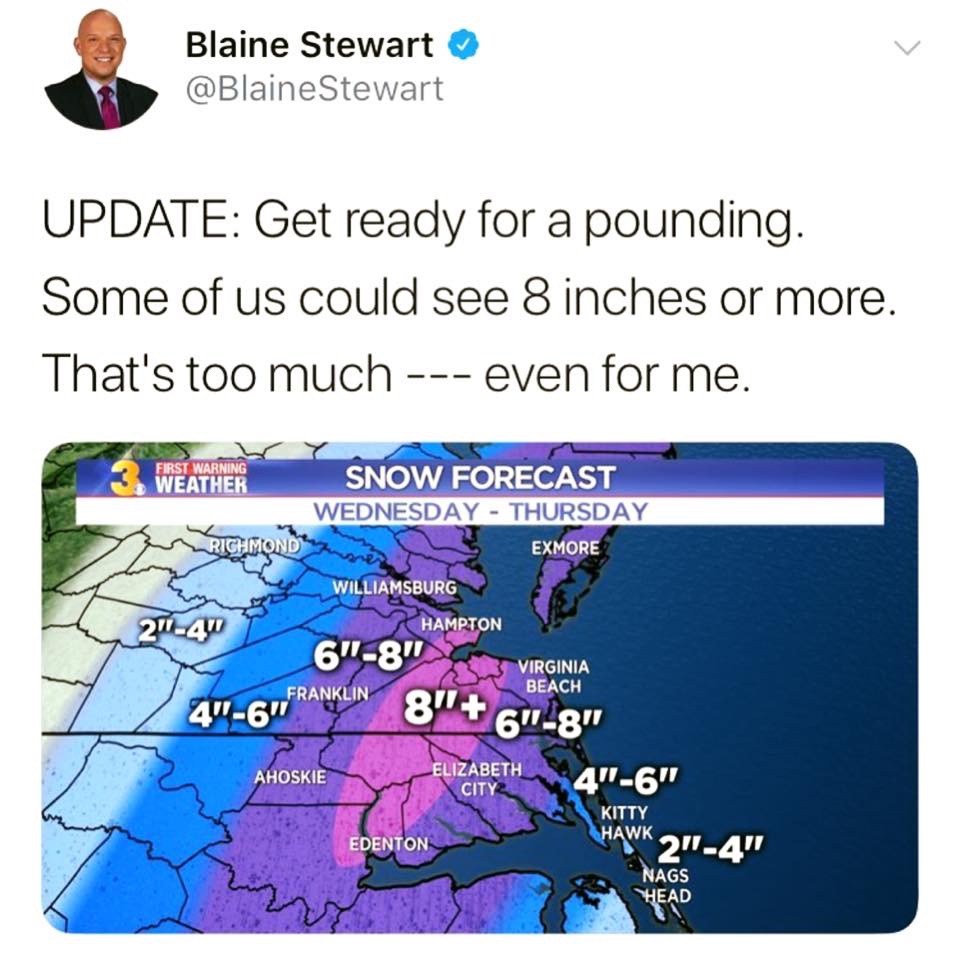 Blaine Stewart
@BlaineStewart
UPDATE: Get ready for a pounding.
Some of us could see 8 inches or more.
That's too much --- even for me.
3 FIRST WARNING
WEATHER
SNOW FORECAST
WEDNESDAY - THURSDAY
RICHMOND
EXMORE
WILLIAMSBURG
HAMPTON
2"-4"
6"-8"
VIRGINIA
BEACH
FRANKLIN
4"-6"
8"+
6"-8"
AHOSKIE
ELIZABETH
CITY
4"-6"
KITTY
HAWK
EDENTON
2"-4"
NAGS
HEAD